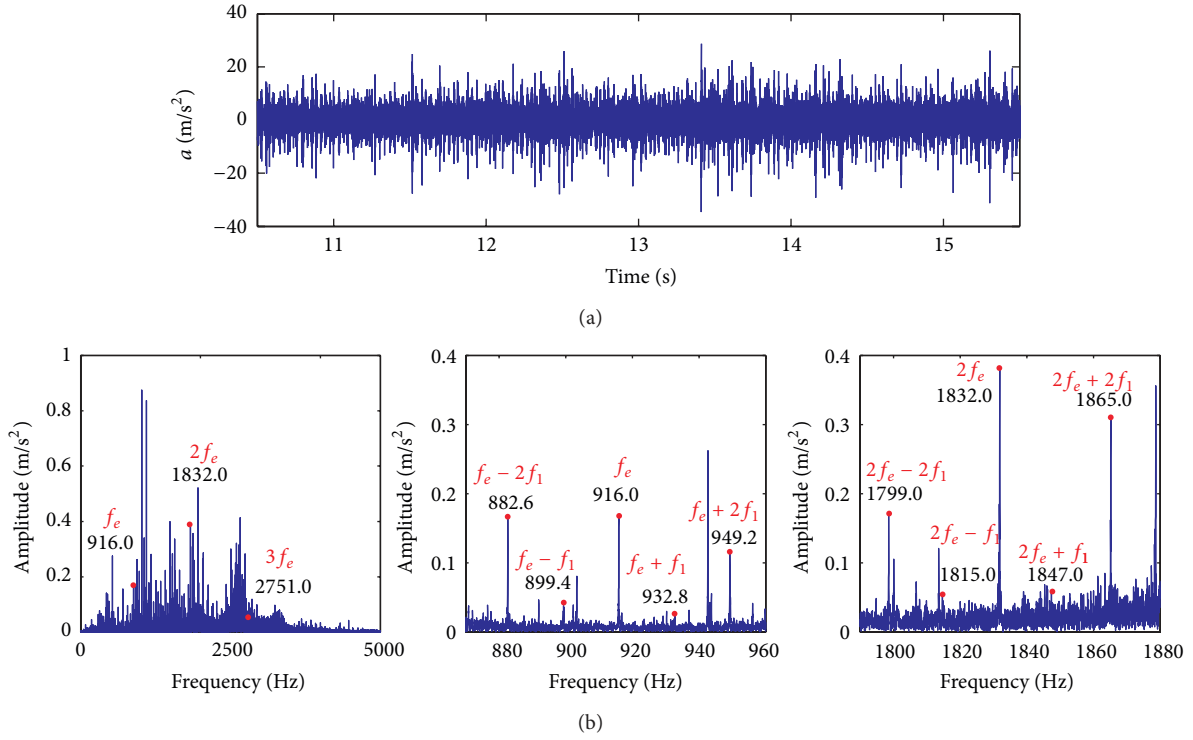 40
20
0
−20
−40
a (m/s²)
11
12
13
14
15
Time (s)
(a)
1
0.8
0.6
0.4
0.2
0
Amplitude (m/s²)
2fₑ
1832.0
fₑ
916.0
3fₑ
2751.0
0
2500
5000
Frequency (Hz)
0.4
0.3
0.2
0.1
0
Amplitude (m/s²)
fₑ − 2f₁
882.6
fₑ
916.0
fₑ + 2f₁
949.2
fₑ − f₁
899.4
fₑ + f₁
932.8
880
900
920
940
960
Frequency (Hz)
0.4
0.3
0.2
0.1
0
Amplitude (m/s²)
2fₑ
1832.0
2fₑ + 2f₁
1865.0
2fₑ − 2f₁
1799.0
2fₑ − f₁
1815.0
2fₑ + f₁
1847.0
1800
1820
1840
1860
1880
Frequency (Hz)
(b)